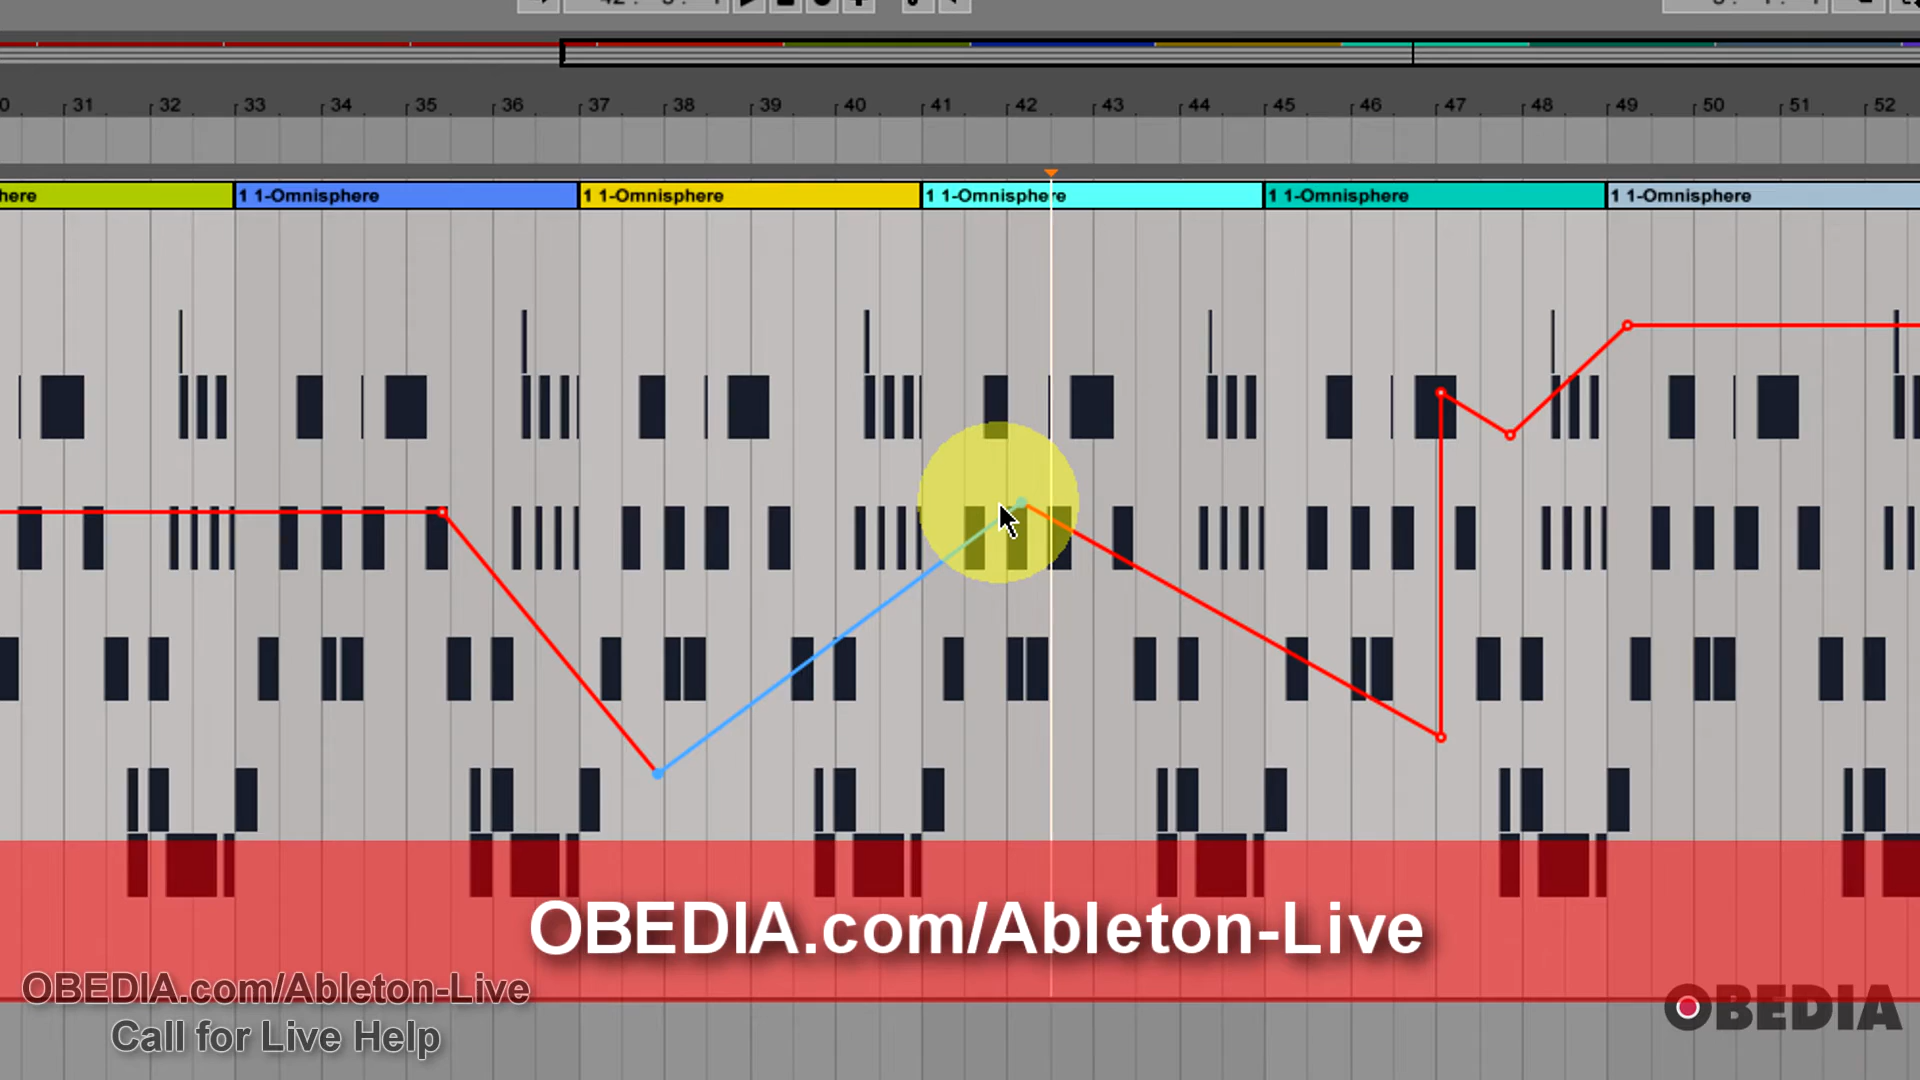 31 32 33 34 35 36 37 38 39 40 41 42 43 44 45 46 47 48 49 50 51 52
here 1 1-Omnisphere 1 1-Omnisphere 1 1-Omnisphere 1 1-Omnisphere 1 1-Omnisphere
OBEDIA.com/Ableton-Live
OBEDIA.com/Ableton-Live
Call for Live Help
OBEDIA